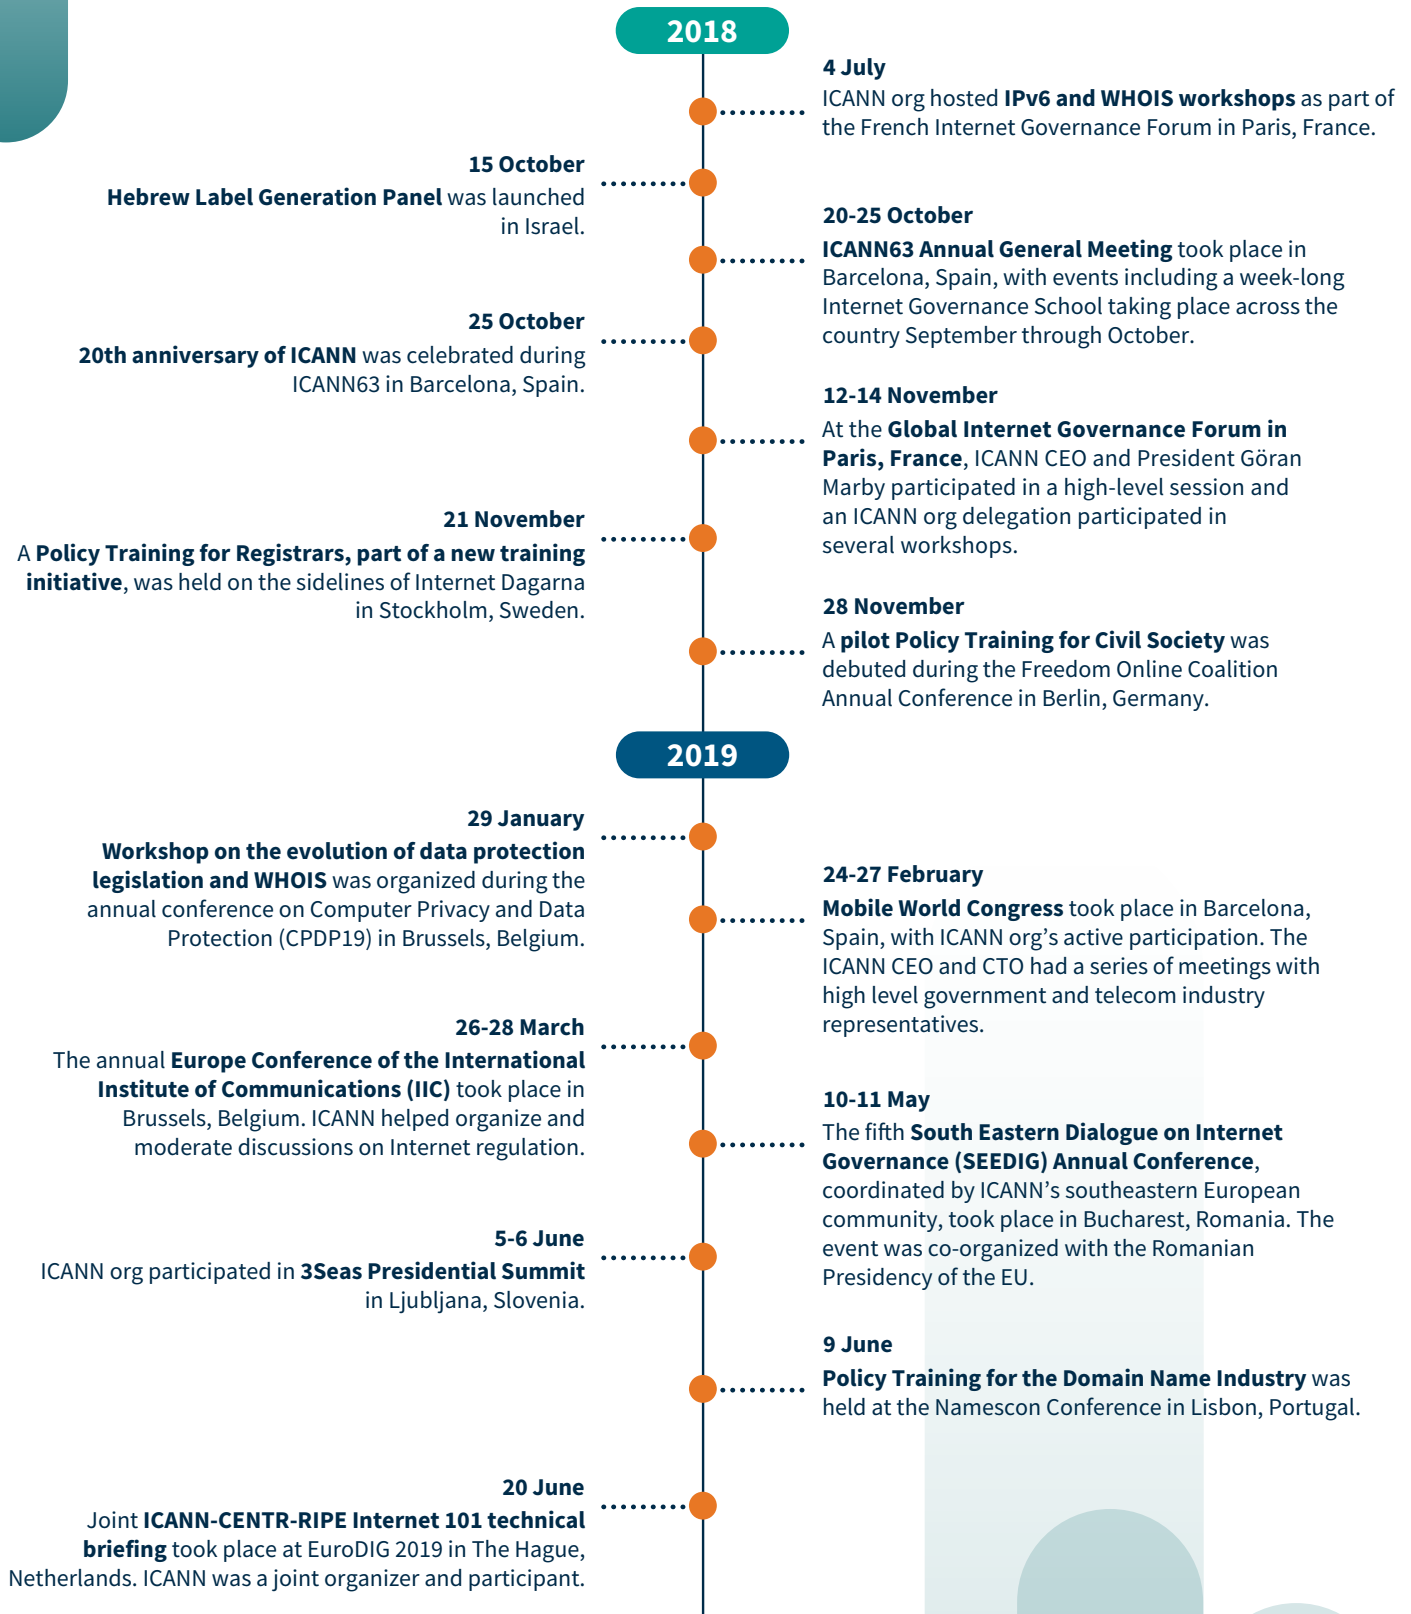 2018
4 July
ICANN org hosted IPv6 and WHOIS workshops as part of
the French Internet Governance Forum in Paris, France.
15 October
Hebrew Label Generation Panel was launched
in Israel.
20-25 October
ICANN63 Annual General Meeting took place in
Barcelona, Spain, with events including a week-long
Internet Governance School taking place across the
country September through October.
25 October
20th anniversary of ICANN was celebrated during
ICANN63 in Barcelona, Spain.
12-14 November
At the Global Internet Governance Forum in
Paris, France, ICANN CEO and President Göran
Marby participated in a high-level session and
an ICANN org delegation participated in
several workshops.
21 November
A Policy Training for Registrars, part of a new training
initiative, was held on the sidelines of Internet Dagarna
in Stockholm, Sweden.
28 November
A pilot Policy Training for Civil Society was
debuted during the Freedom Online Coalition
Annual Conference in Berlin, Germany.
2019
29 January
Workshop on the evolution of data protection
legislation and WHOIS was organized during the
annual conference on Computer Privacy and Data
Protection (CPDP19) in Brussels, Belgium.
24-27 February
Mobile World Congress took place in Barcelona,
Spain, with ICANN org’s active participation. The
ICANN CEO and CTO had a series of meetings with
high level government and telecom industry
representatives.
26-28 March
The annual Europe Conference of the International
Institute of Communications (IIC) took place in
Brussels, Belgium. ICANN helped organize and
moderate discussions on Internet regulation.
10-11 May
The fifth South Eastern Dialogue on Internet
Governance (SEEDIG) Annual Conference,
coordinated by ICANN’s southeastern European
community, took place in Bucharest, Romania. The
event was co-organized with the Romanian
Presidency of the EU.
5-6 June
ICANN org participated in 3Seas Presidential Summit
in Ljubljana, Slovenia.
9 June
Policy Training for the Domain Name Industry was
held at the Namescon Conference in Lisbon, Portugal.
20 June
Joint ICANN-CENTR-RIPE Internet 101 technical
briefing took place at EuroDIG 2019 in The Hague,
Netherlands. ICANN was a joint organizer and participant.